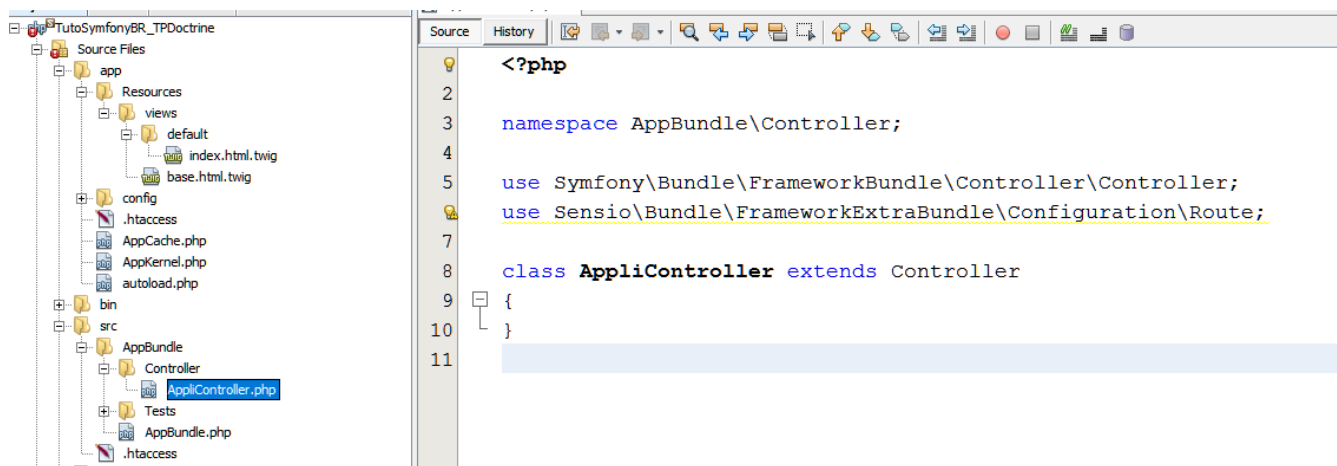 TutoSymfonyBR_TPDoctrine
Source Files
app
Resources
views
default
index.html.twig
base.html.twig
config
.htaccess
AppCache.php
AppKernel.php
autoload.php
bin
src
AppBundle
Controller
AppliController.php
Tests
AppBundle.php
.htaccess
Source History
<?php
2
3 namespace AppBundle\Controller;
4
5 use Symfony\Bundle\FrameworkBundle\Controller\Controller;
use Sensio\Bundle\FrameworkExtraBundle\Configuration\Route;
7
8 class AppliController extends Controller
9 {
10 }
11